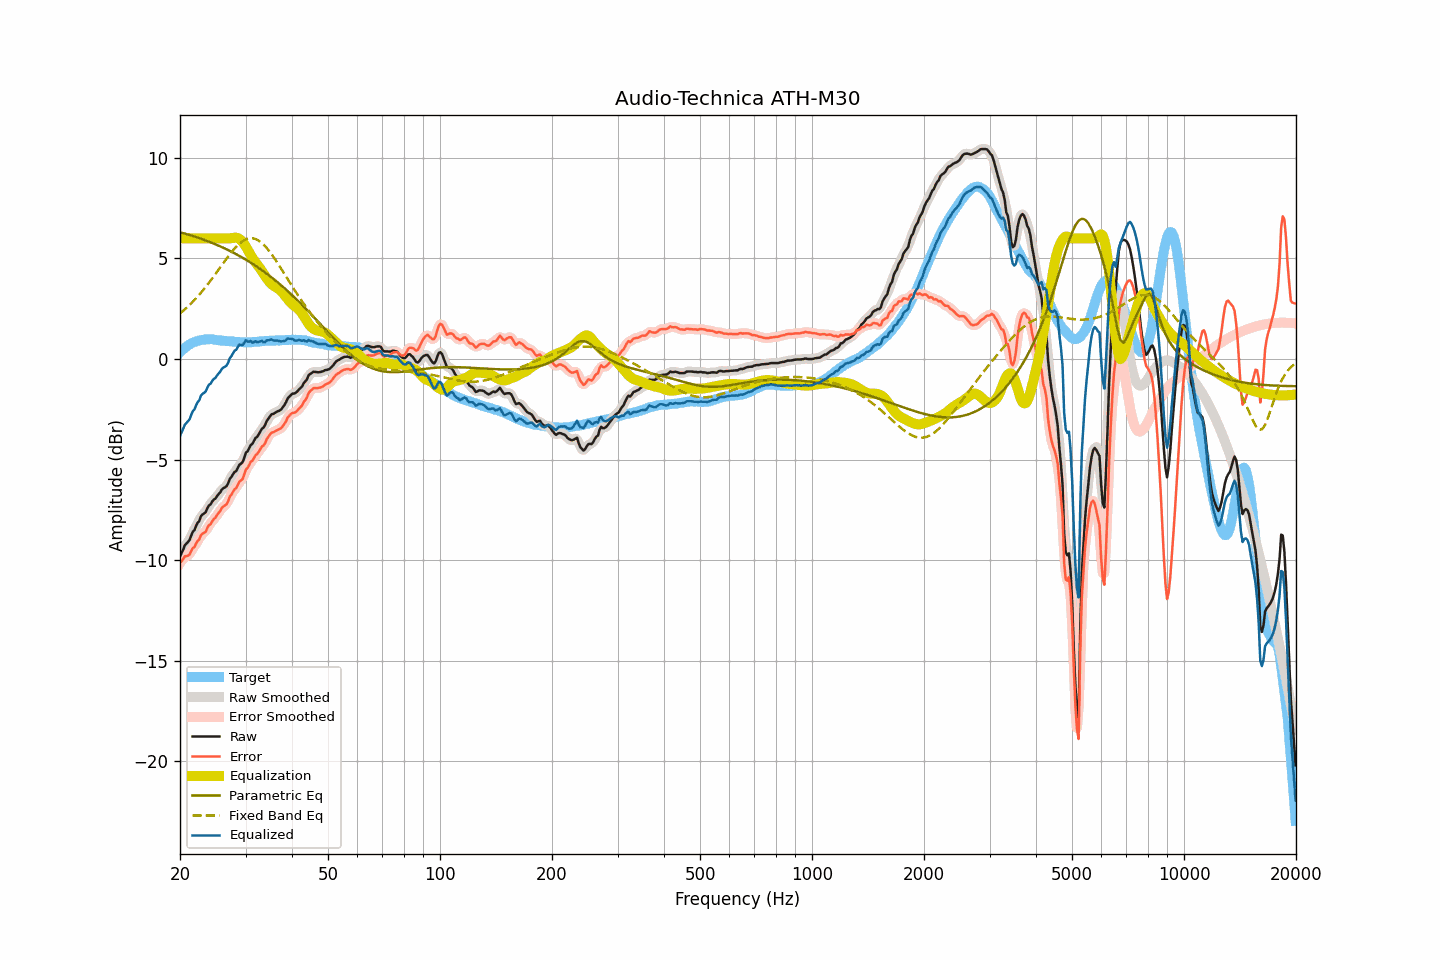 Audio-Technica ATH-M30
10
5
0
−5
−10
−15
−20
Amplitude (dBr)
Target
Raw Smoothed
Error Smoothed
Raw
Error
Equalization
Parametric Eq
Fixed Band Eq
Equalized
20 50 100 200 500 1000 2000 5000 10000 20000
Frequency (Hz)